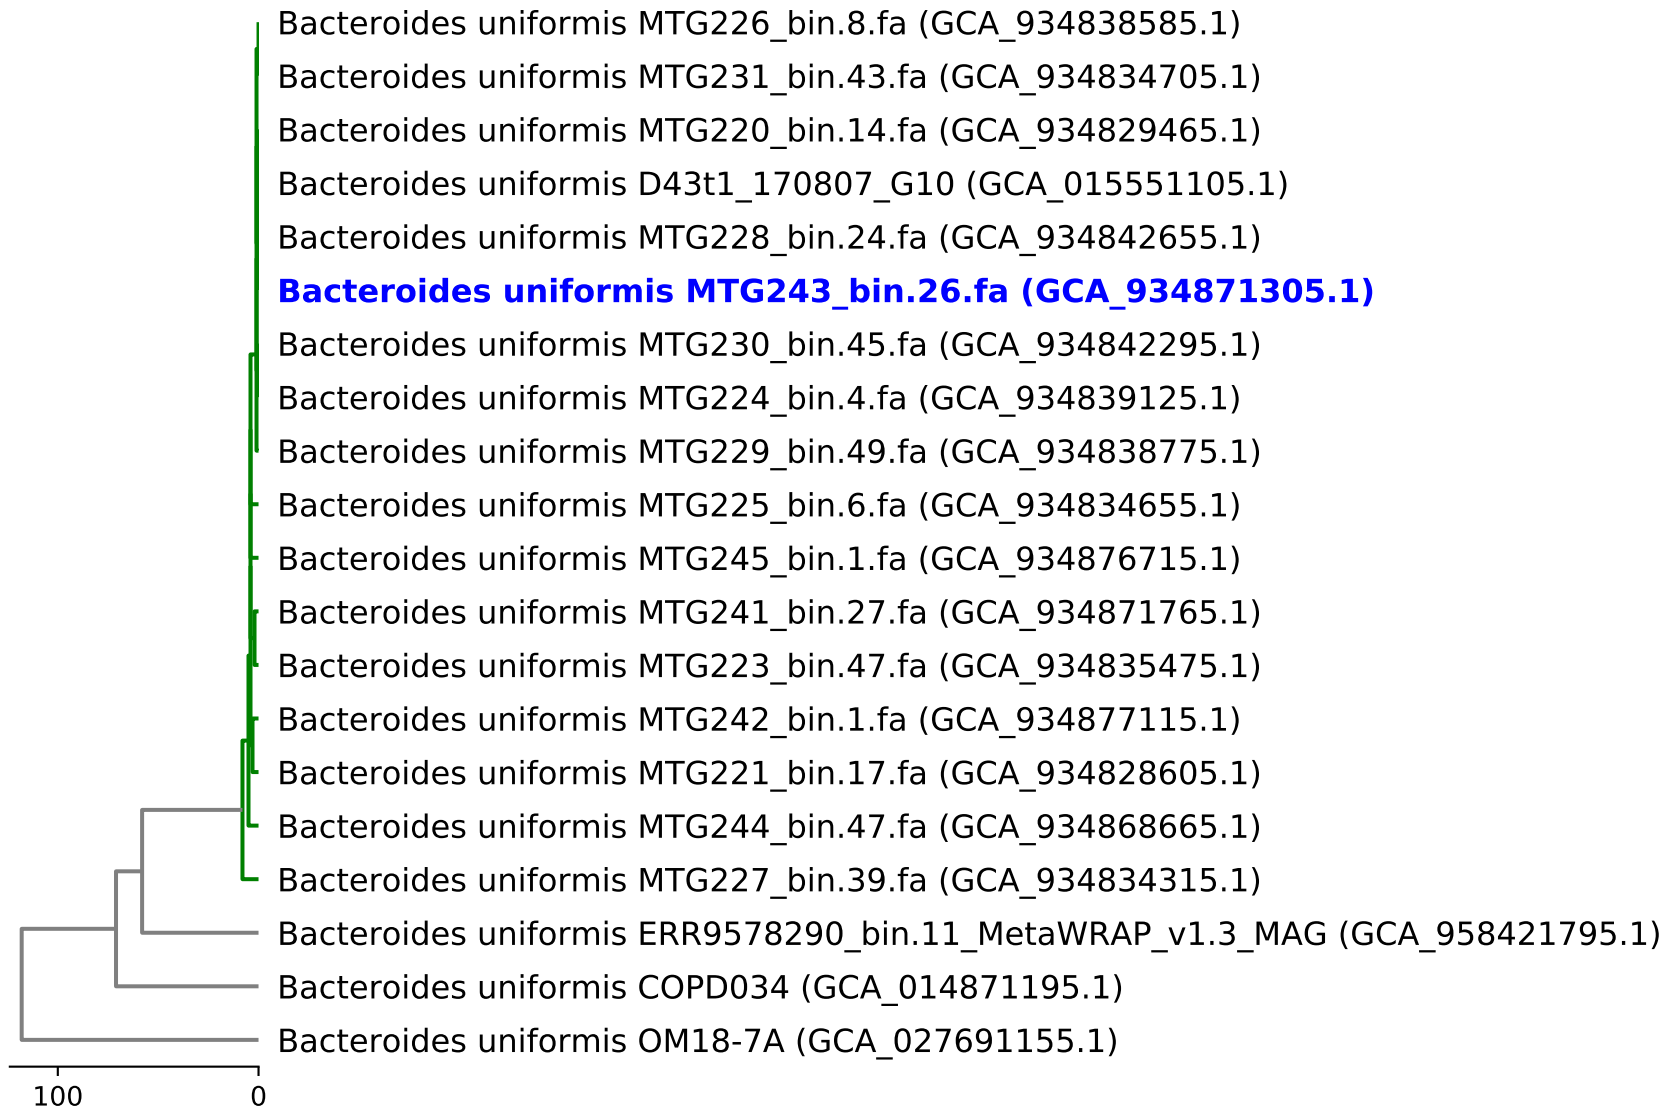 Bacteroides uniformis MTG226_bin.8.fa (GCA_934838585.1)
Bacteroides uniformis MTG231_bin.43.fa (GCA_934834705.1)
Bacteroides uniformis MTG220_bin.14.fa (GCA_934829465.1)
Bacteroides uniformis D43t1_170807_G10 (GCA_015551105.1)
Bacteroides uniformis MTG228_bin.24.fa (GCA_934842655.1)
Bacteroides uniformis MTG243_bin.26.fa (GCA_934871305.1)
Bacteroides uniformis MTG230_bin.45.fa (GCA_934842295.1)
Bacteroides uniformis MTG224_bin.4.fa (GCA_934839125.1)
Bacteroides uniformis MTG229_bin.49.fa (GCA_934838775.1)
Bacteroides uniformis MTG225_bin.6.fa (GCA_934834655.1)
Bacteroides uniformis MTG245_bin.1.fa (GCA_934876715.1)
Bacteroides uniformis MTG241_bin.27.fa (GCA_934871765.1)
Bacteroides uniformis MTG223_bin.47.fa (GCA_934835475.1)
Bacteroides uniformis MTG242_bin.1.fa (GCA_934877115.1)
Bacteroides uniformis MTG221_bin.17.fa (GCA_934828605.1)
Bacteroides uniformis MTG244_bin.47.fa (GCA_934868665.1)
Bacteroides uniformis MTG227_bin.39.fa (GCA_934834315.1)
Bacteroides uniformis ERR9578290_bin.11_MetaWRAP_v1.3_MAG (GCA_958421795.1)
Bacteroides uniformis COPD034 (GCA_014871195.1)
Bacteroides uniformis OM18-7A (GCA_027691155.1)
100 0